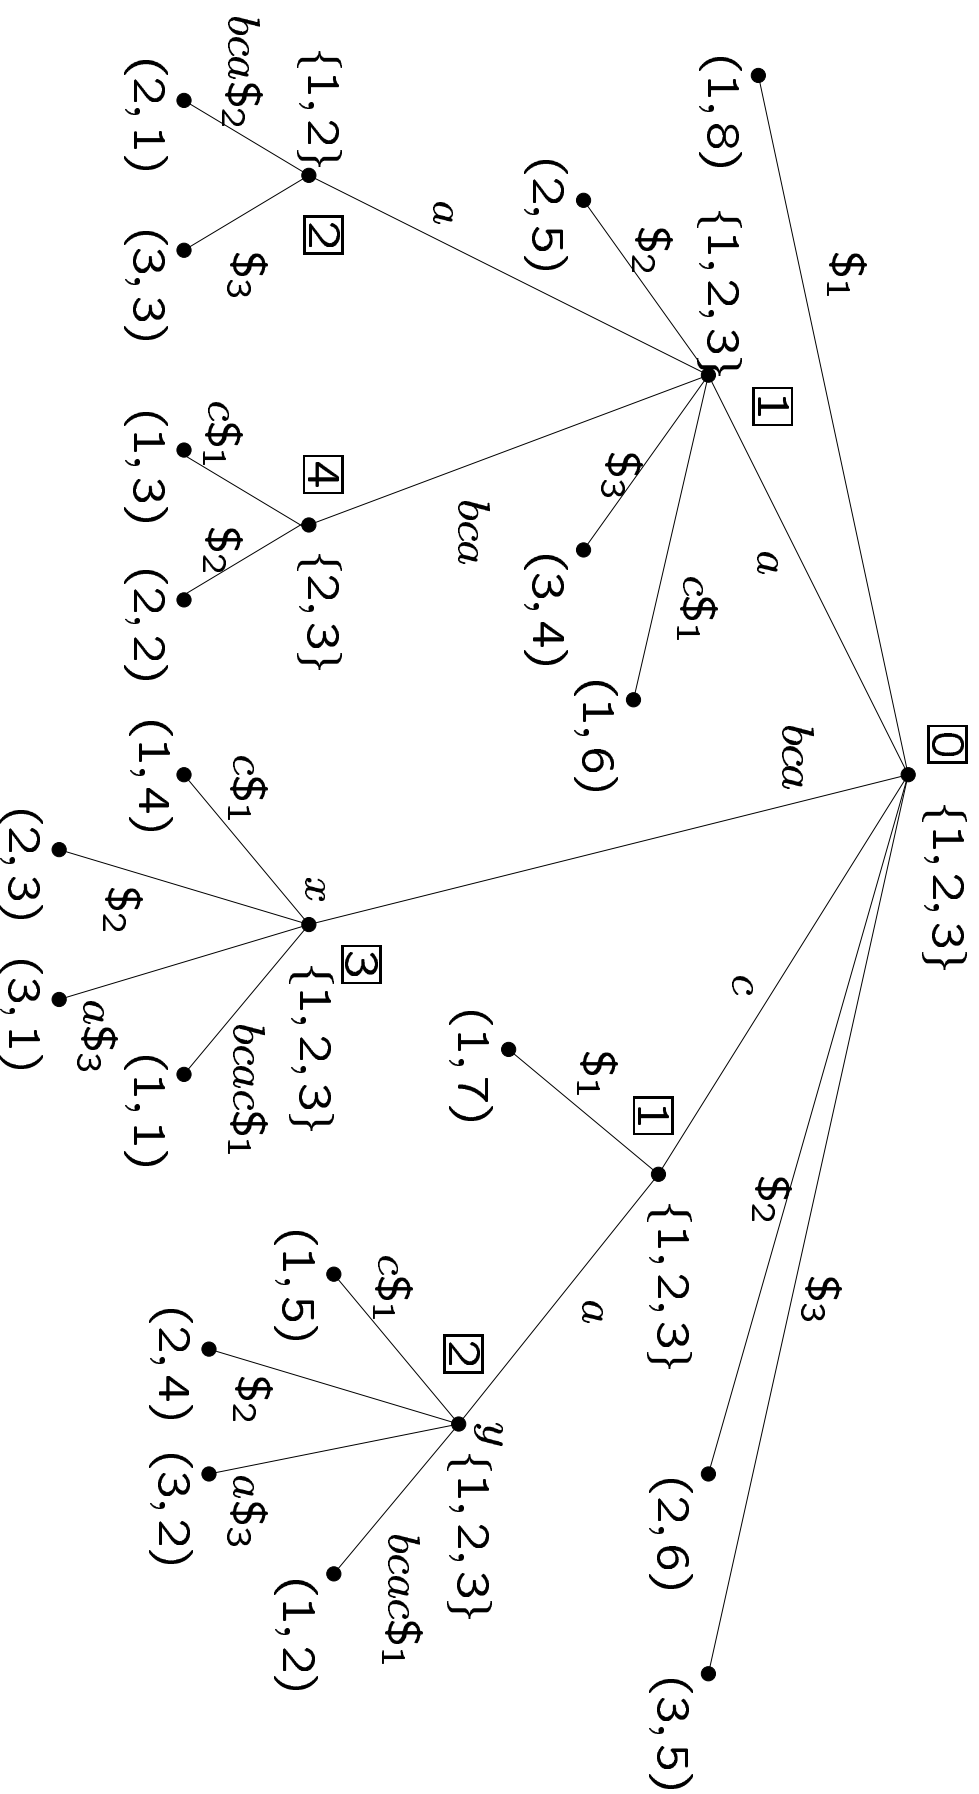 0 {1, 2, 3}
$1
a
bca
c
$2
$3
(1, 8)
{1, 2, 3}
1
$2
(2, 5)
$3
(3, 4)
c$1
(1, 6)
a
bca
{1, 2}
2
bca$2
(2, 1)
$3
(3, 3)
4
{2, 3}
c$1
(1, 3)
$2
(2, 2)
x
3
{1, 2, 3}
c$1
(1, 4)
$2
(2, 3)
a$3
(3, 1)
bcac$1
(1, 1)
1
{1, 2, 3}
$1
(1, 7)
a
2
y
{1, 2, 3}
c$1
(1, 5)
$2
(2, 4)
a$3
(3, 2)
bcac$1
(1, 2)
(2, 6)
(3, 5)